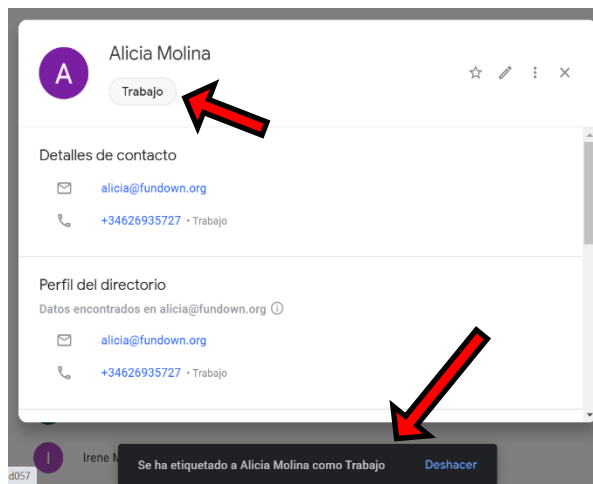 Alicia Molina
A
Trabajo
Detalles de contacto
alicia@fundown.org
+34626935727 • Trabajo
Perfil del directorio
Datos encontrados en alicia@fundown.org
alicia@fundown.org
+34626935727 • Trabajo
I
Irene
Se ha etiquetado a Alicia Molina como Trabajo Deshacer
d057